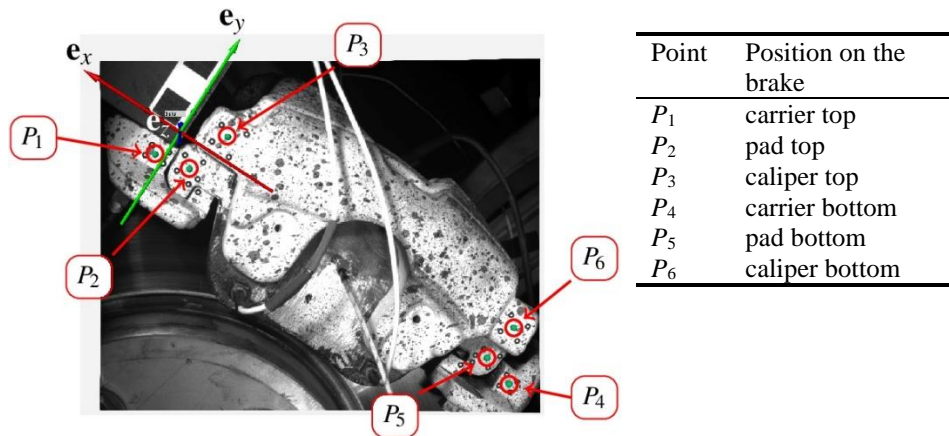 e_y
e_x
P_3
e_z
P_1
P_2
P_6
P_5
P_4
Point Position on the
brake
P_1 carrier top
P_2 pad top
P_3 caliper top
P_4 carrier bottom
P_5 pad bottom
P_6 caliper bottom